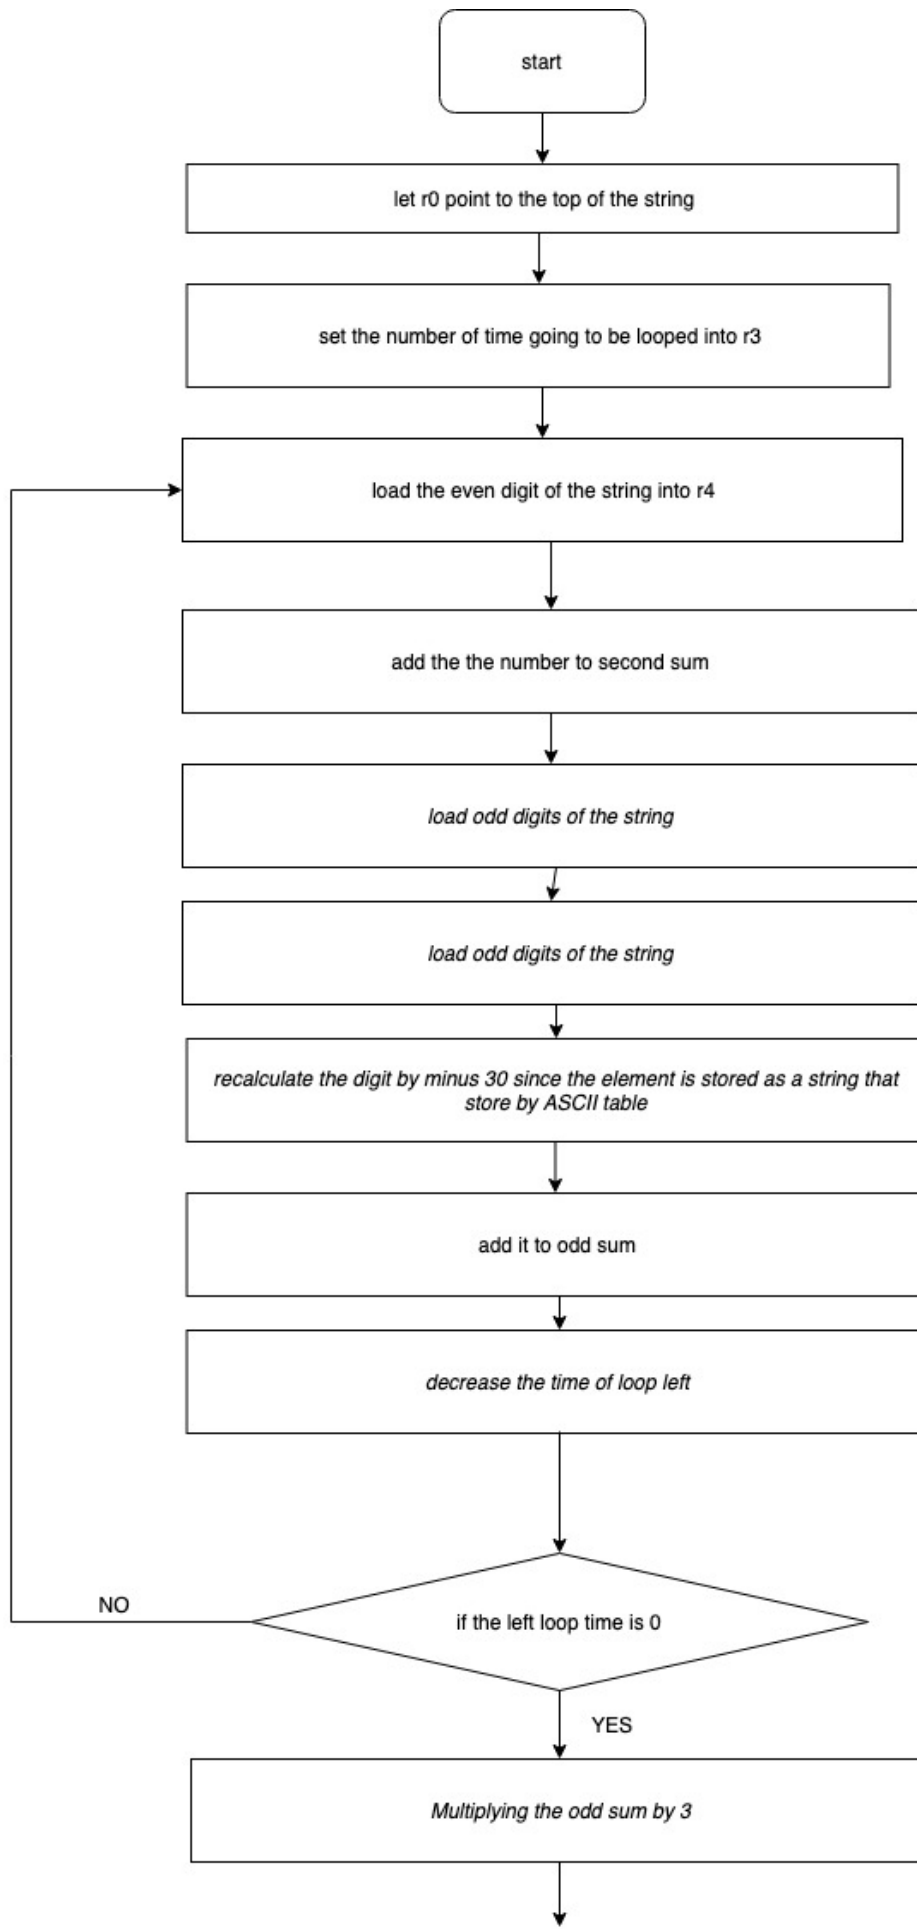 start
let r0 point to the top of the string
set the number of time going to be looped into r3
load the even digit of the string into r4
add the the number to second sum
load odd digits of the string
load odd digits of the string
recalculate the digit by minus 30 since the element is stored as a string that
store by ASCII table
add it to odd sum
decrease the time of loop left
if the left loop time is 0
NO
YES
Multiplying the odd sum by 3